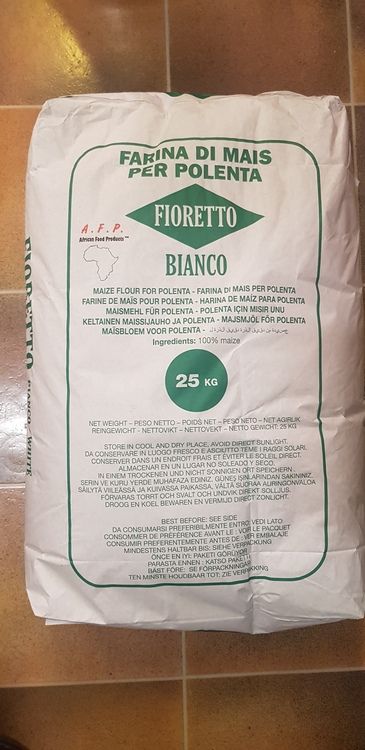 FARINA DI MAIS
PER POLENTA
FIORETTO
BIANCO
A.F.P.
African Food Products
MAIZE FLOUR FOR POLENTA - FARINA DI MAIS PER POLENTA
FARINE DE MAÏS POUR POLENTA - HARINA DE MAÍZ PARA POLENTA
MAISMEHL FÜR POLENTA - POLENTA IÇIN MISIR UNU
KELTAINEN MAISSIJAUHO JA POLENTA - MAJSMJÖL FÖR POLENTA
MAÏSBLOEM VOOR POLENTA -
Ingredients: 100% maize
25 KG
NET WEIGHT – PESO NETTO – POIDS NET – PESO NETO – NET AGIRLIK
REINGEWICHT - NETTOVIKT – NETTOVEKT – NETTO GEWICHT: 25 KG
STORE IN COOL AND DRY PLACE, AVOID DIRECT SUNLIGHT.
DA CONSERVARE IN LUOGO FRESCO E ASCIUTTO TEME I RAGGI SOLARI.
CONSERVER DANS UN ENDROIT FRAIS ET ÉVITER LE SOLEIL DIRECT.
ALMACENAR EN UN LUGAR NO SOLEADO Y SECO.
IN EINEM TROCKENEN UND NICHT SONNIGEN ORT SPEICHERN.
SERIN VE KURU YERDE MUHAFAZA EDINIZ. GÜNEŞ IŞINLARINDAN SAKININIZ.
SÄILYTÄ VIILEÄSSÄ JA KUIVASSA PAIKASSA, VÄLTÄ SUORAA AURINGONVALOA
FÖRVARAS TORRT OCH SVALT OCH UNDVIK DIREKT SOLLJUS.
DROOG EN KOEL BEWAREN EN VERMIJD DIRECT ZONLICHT.
BEST BEFORE: SEE SIDE
DA CONSUMARSI PREFERIBILMENTE ENTRO: VEDI LATO
CONSOMMER DE PRÉFÉRENCE AVANT LE : VOIR LE PACQUET
CONSUMIR PREFERENTEMENTE ANTES DE : VER EMBALAJE
MINDESTENS HALTBAR BIS: SIEHE VERPACKUNG
ÖNCE EN IYI: PAKETI GÖRÜYOR
PARASTA ENNEN : KATSO PAKETTI
BÄST FÖRE: SE FÖRPACKNINGAR
TEN MINSTE HOUDBAAR TOT: ZIE VERPAKKING
FIORETTO BIANCO - WHITE